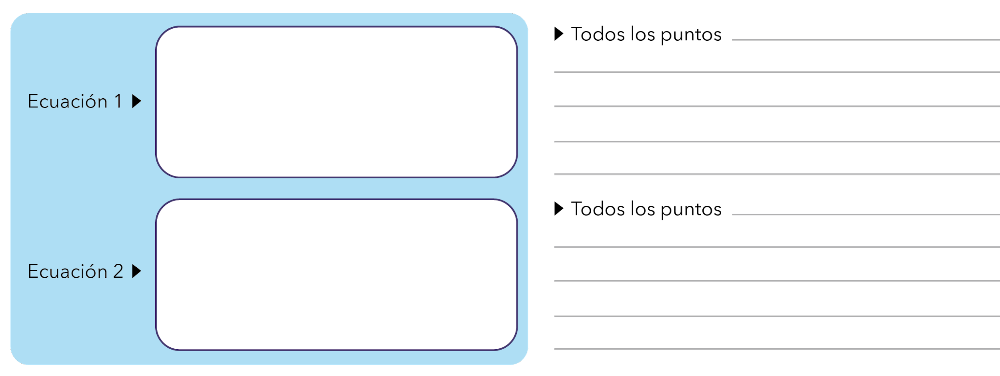 ▶ Todos los puntos
Ecuación 1 ▶
▶ Todos los puntos
Ecuación 2 ▶